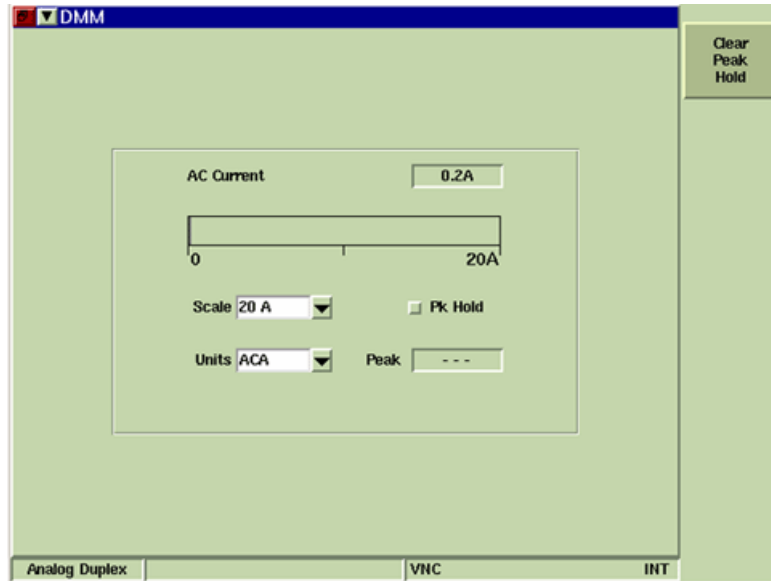 DMM
Clear
Peak
Hold
AC Current 0.2A
0 20A
Scale 20 A Pk Hold
Units ACA Peak - - -
Analog Duplex VNC INT